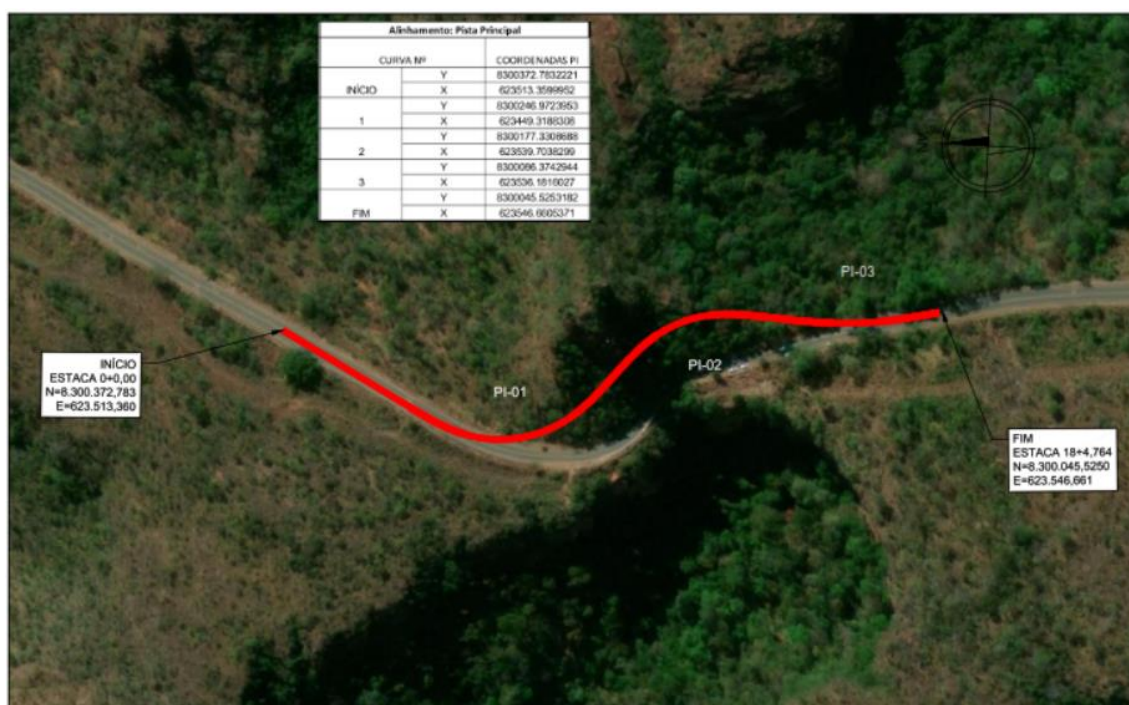 Alinhamento: Pista Principal
CURVA Nº COORDENADAS PI
INÍCIO Y 8300372.7832221
X 623513.3599952
1 Y 8300246.9723953
X 623449.3188308
2 Y 8300177.3308688
X 623539.7038299
3 Y 8300086.3742944
X 623536.1816027
FIM Y 8300045.5253182
X 623546.6605371
PI-03
INÍCIO
ESTACA 0+0,00
N=8.300.372,783
E=623.513,360
PI-01
PI-02
FIM
ESTACA 18+4,764
N=8.300.045,5250
E=623.546,661